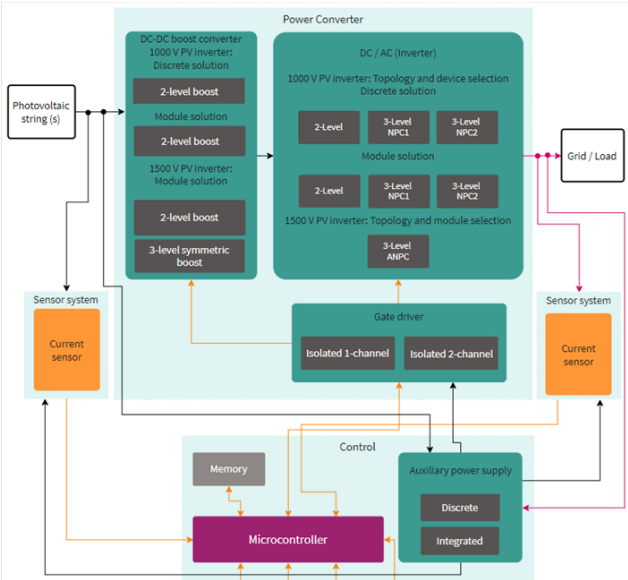 Power Converter
DC-DC boost converter
1000 V PV inverter:
Discrete solution
2-level boost
Module solution
2-level boost
1500 V PV inverter:
Module solution
2-level boost
3-level symmetric
boost
DC / AC (Inverter)
1000 V PV inverter: Topology and device selection
Discrete solution
2-Level
3-Level
NPC1
3-Level
NPC2
Module solution
2-Level
3-Level
NPC1
3-Level
NPC2
1500 V PV inverter: Topology and module selection
3-Level
ANPC
Photovoltaic
string (s)
Grid / Load
Sensor system
Current
sensor
Gate driver
Isolated 1-channel
Isolated 2-channel
Sensor system
Current
sensor
Control
Memory
Microcontroller
Auxiliary power supply
Discrete
Integrated